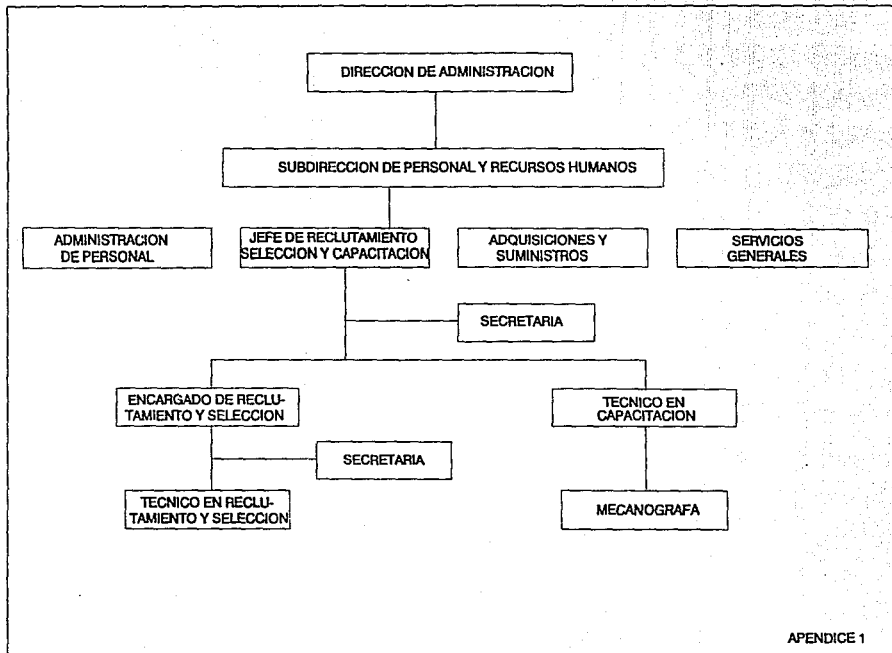 DIRECCION DE ADMINISTRACION
SUBDIRECCION DE PERSONAL Y RECURSOS HUMANOS
ADMINISTRACION
DE PERSONAL
JEFE DE RECLUTAMIENTO
SELECCION Y CAPACITACION
ADQUISICIONES Y
SUMINISTROS
SERVICIOS
GENERALES
SECRETARIA
ENCARGADO DE RECLU-
TAMIENTO Y SELECCION
TECNICO EN
CAPACITACION
SECRETARIA
TECNICO EN RECLU-
TAMIENTO Y SELECCION
MECANOGRAFA
APENDICE 1